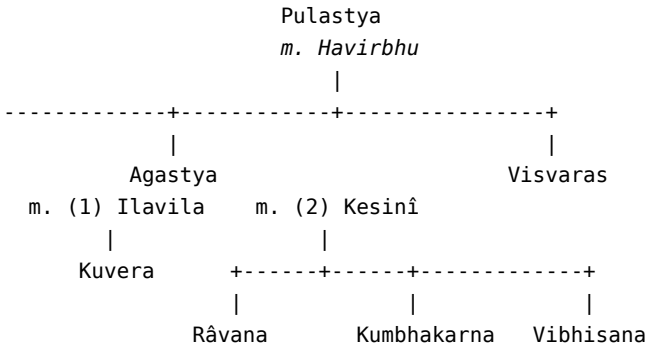 Pulastya
m. Havirbhu
|
-------------+------------+----------------+
| |
Agastya Visvaras
m. (1) Ilavila m. (2) Kesinî
| |
Kuvera +------+------+-------------+
| | |
Râvana Kumbhakarna Vibhisana